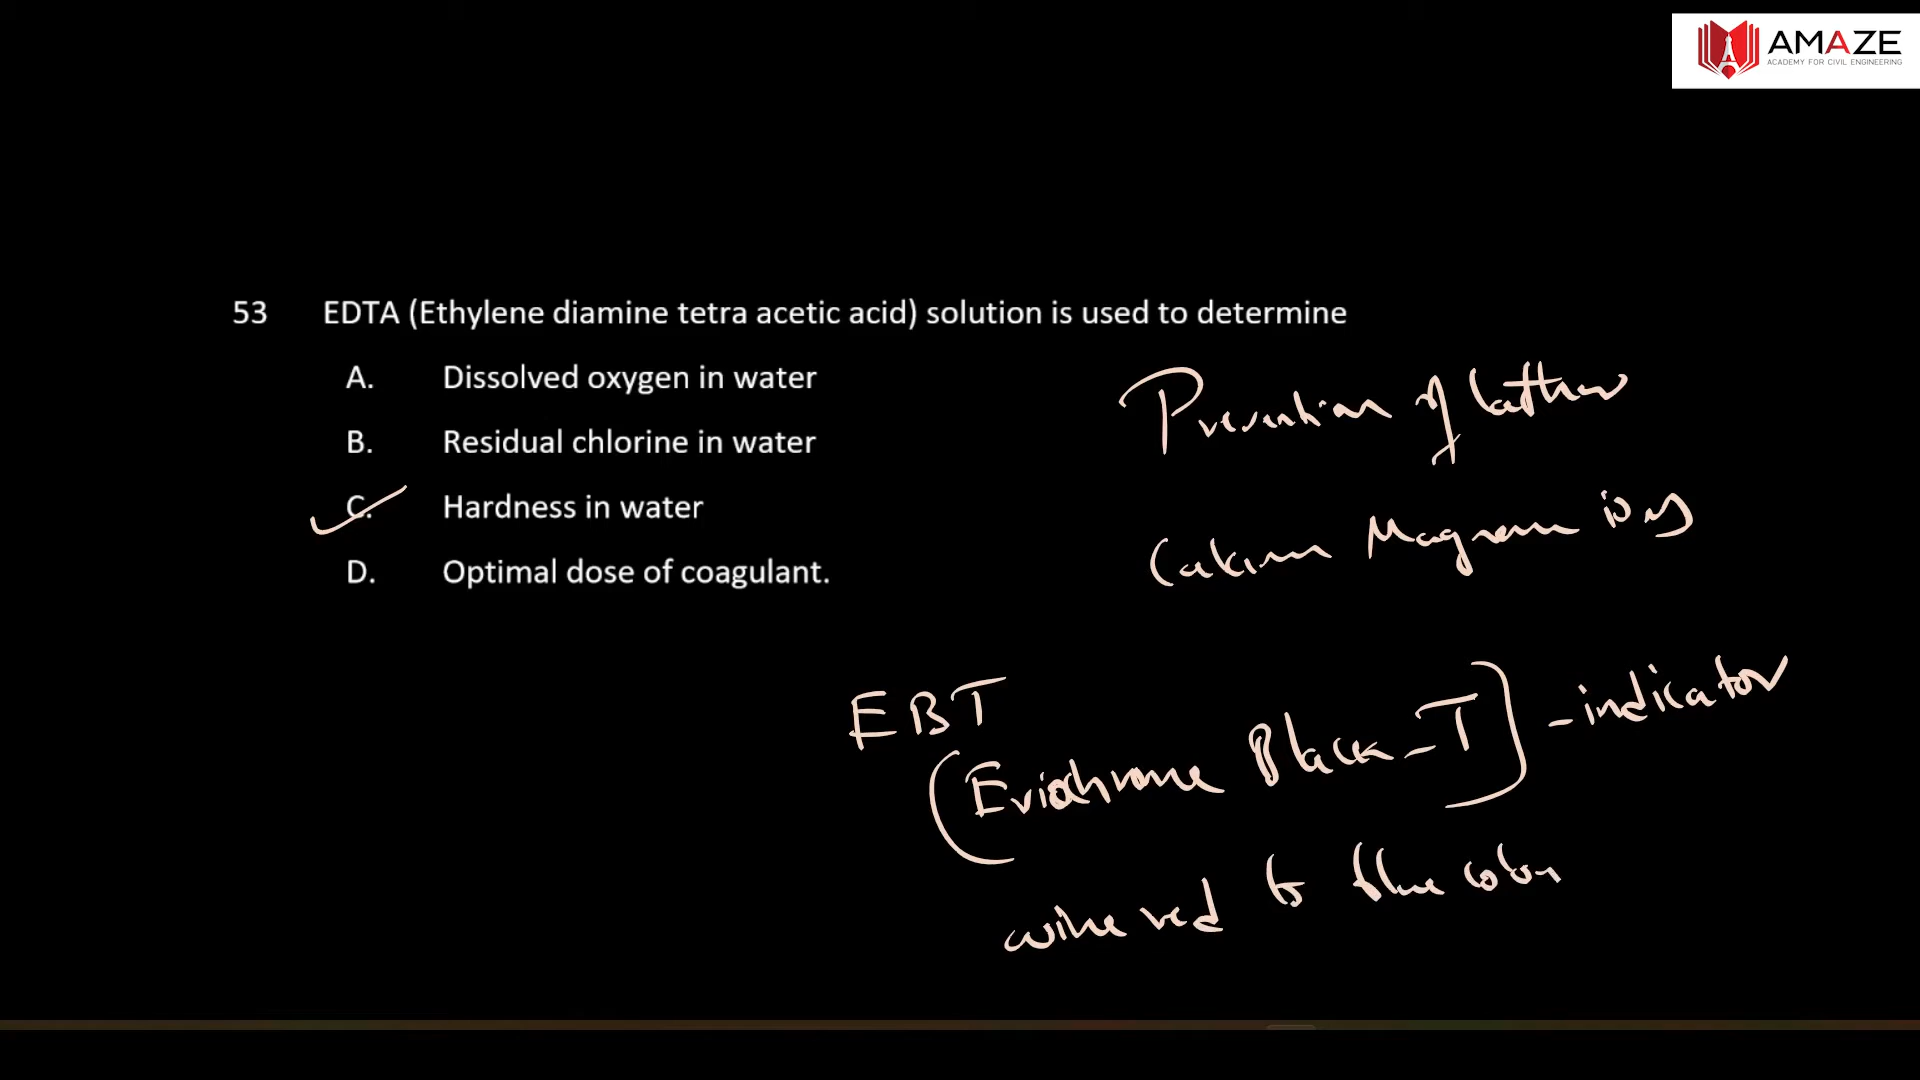 AMAZE
ACADEMY FOR CIVIL ENGINEERING
53 EDTA (Ethylene diamine tetra acetic acid) solution is used to determine
A. Dissolved oxygen in water
B. Residual chlorine in water
C. Hardness in water
D. Optimal dose of coagulant.
Prevention of lather
Calcium Magnesium ions
EBT
(Eriochrome Black-T) - indicator
wine red to blue colour